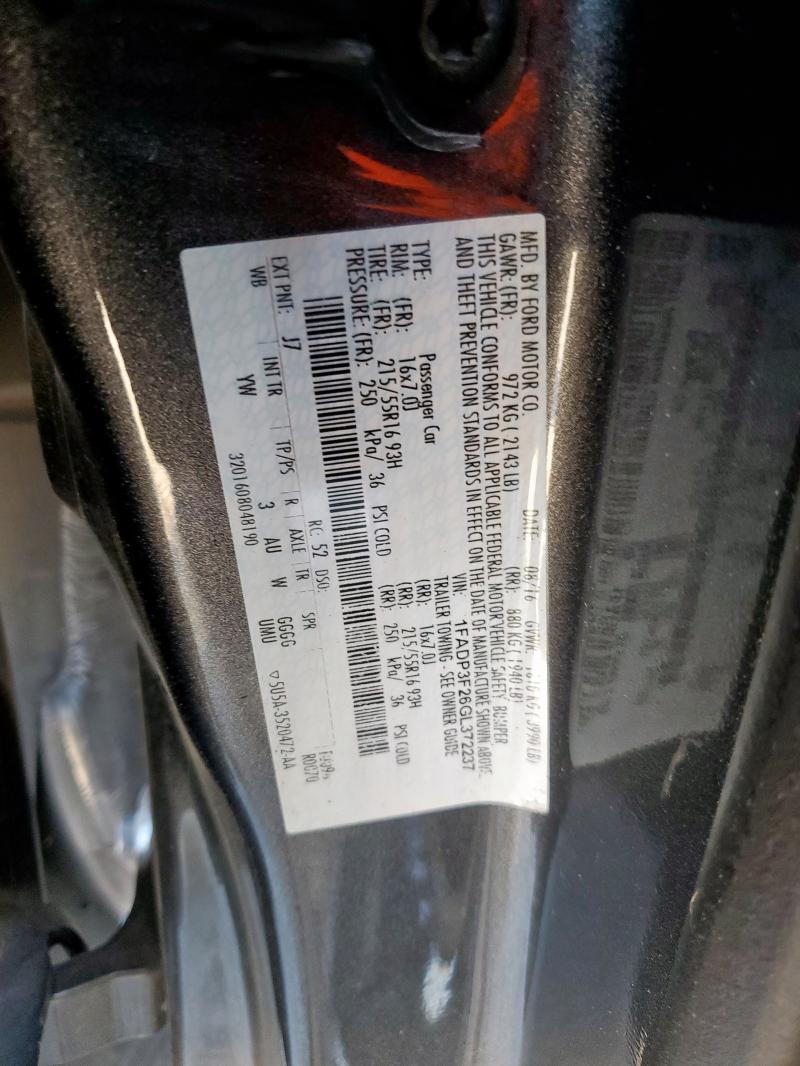 MFD. BY FORD MOTOR CO.
DATE: 08/16 GVWR:
GAWR: (FR): 972 KG ( 2143 LB) (RR): 880 KG ( 1940 LB)
THIS VEHICLE CONFORMS TO ALL APPLICABLE FEDERAL MOTOR VEHICLE SAFETY, BUMPER
AND THEFT PREVENTION STANDARDS IN EFFECT ON THE DATE OF MANUFACTURE SHOWN ABOVE.
VIN: 1FADP3F26GL372237
TYPE: Passenger Car TRAILER TOWING - SEE OWNER GUIDE
RIM: (FR): 16x7.0J (RR): 16x7.0J
TIRE: (FR): 215/55R16 93H (RR): 215/55R16 93H
PRESSURE: (FR): 250 kPa/ 36 PSI COLD (RR): 250 kPa/ 36 PSI COLD
RC: 52 DSO:
EXT PNT: J7 INT TR TP/PS R AXLE TR SPR
WB YW 3 AU W GGGG
UMU
3201608048190
▽5U5A-3520472-AA